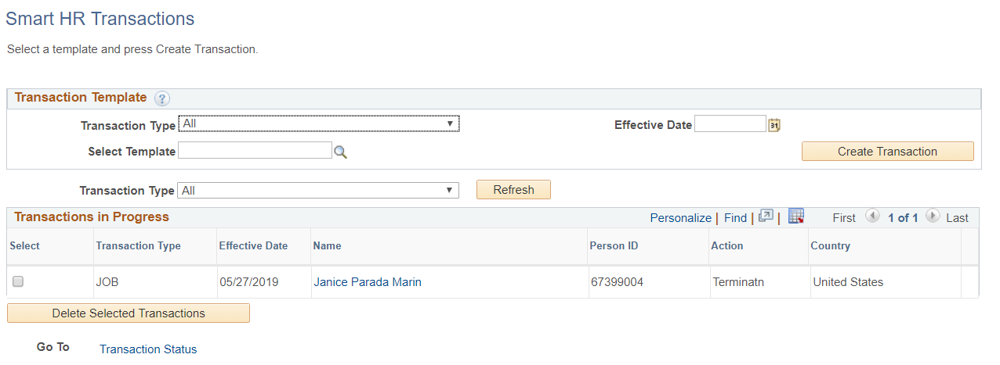 Smart HR Transactions
Select a template and press Create Transaction.
Transaction Template ?
Transaction Type All Effective Date 31
Select Template Create Transaction
Transaction Type All Refresh
Transactions in Progress Personalize | Find | | First 1 of 1 Last
Select Transaction Type Effective Date Name Person ID Action Country
JOB 05/27/2019 Janice Parada Marin 67399004 Terminatn United States
Delete Selected Transactions
Go To Transaction Status